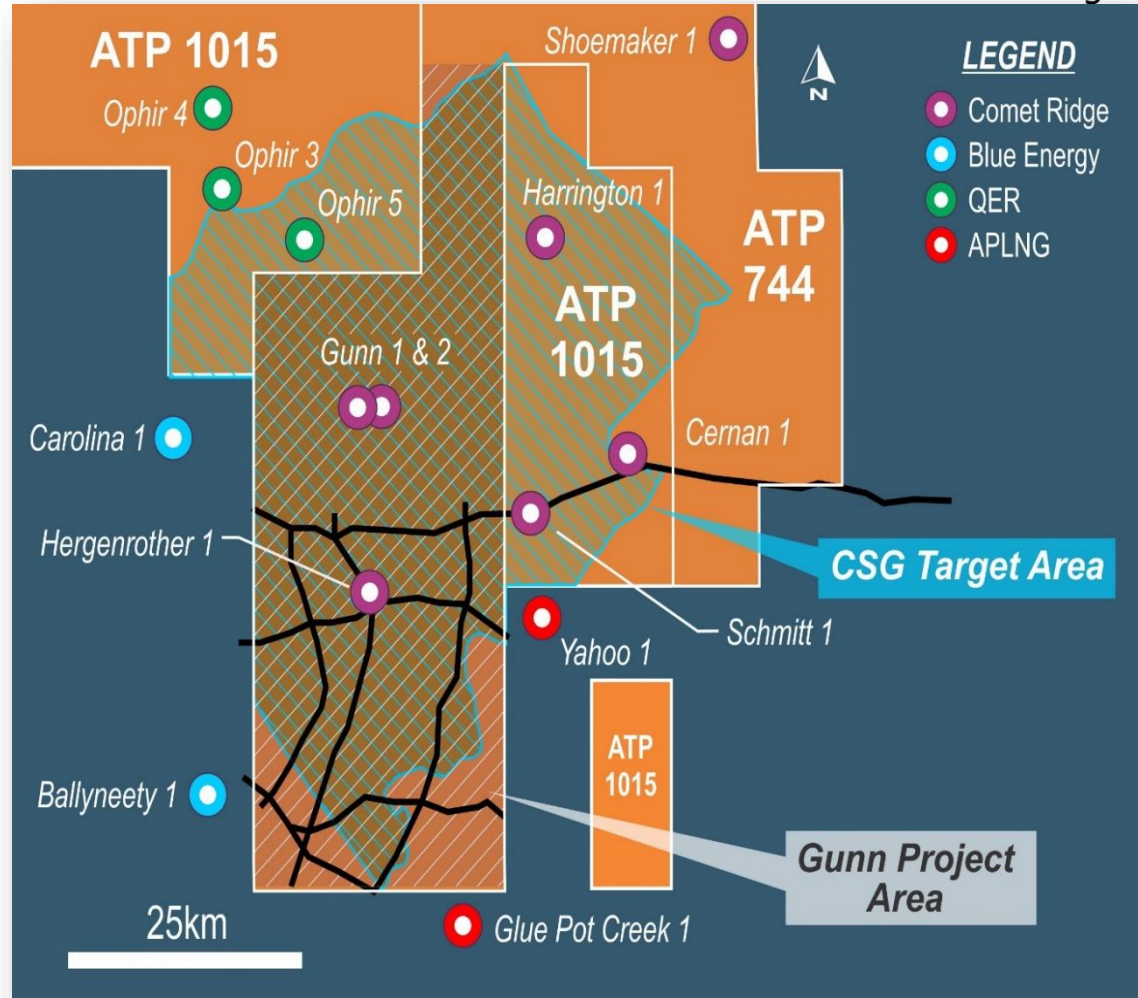 ATP 1015
Shoemaker 1
LEGEND
Comet Ridge
Blue Energy
QER
APLNG
N
Ophir 4
Ophir 3
Ophir 5
Harrington 1
ATP
744
ATP
1015
Gunn 1 & 2
Carolina 1
Cernan 1
Hergenrother 1
CSG Target Area
Schmitt 1
Yahoo 1
ATP
1015
Ballyneety 1
Gunn Project
Area
25km
Glue Pot Creek 1